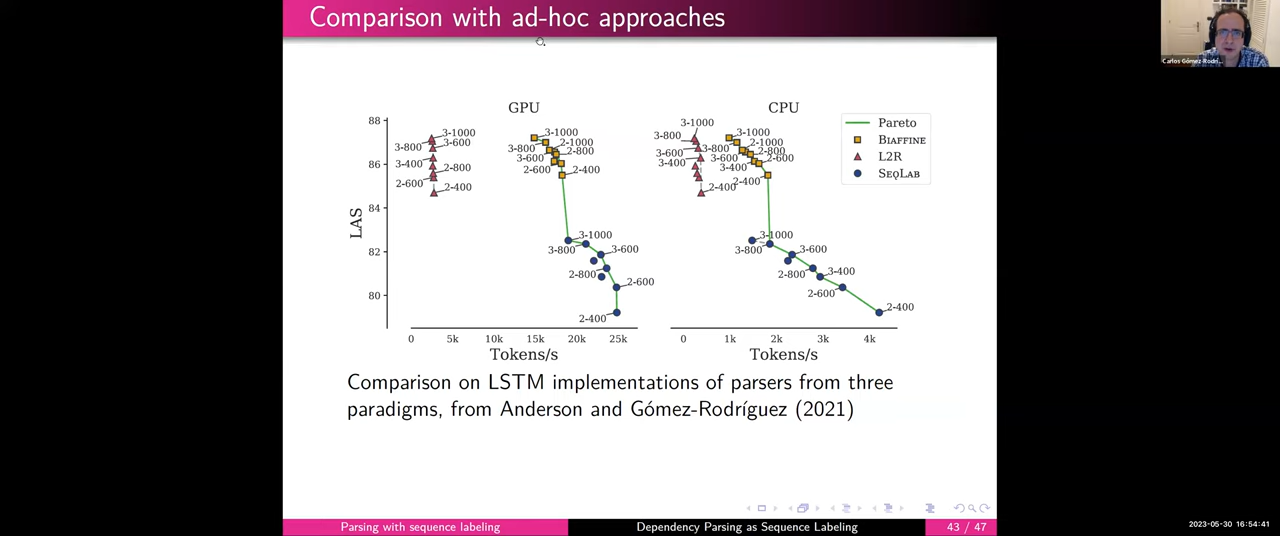 Comparison with ad-hoc approaches
Carlos Gómez-Rodrí...
GPU
CPU
LAS
88
86
84
82
80
3-1000
3-800
3-600
3-400
2-800
2-600
2-400
3-1000
2-1000
3-800
2-800
3-600
2-600
2-400
3-1000
3-800
3-600
2-800
2-600
2-400
0
5k
10k
15k
20k
25k
Tokens/s
3-1000
3-800
3-600
3-400
2-400
3-1000
2-1000
3-800
2-800
3-600
2-600
3-400
2-400
3-1000
3-800
3-600
2-800
3-400
2-600
2-400
0
1k
2k
3k
4k
Tokens/s
Pareto
BIAFFINE
L2R
SEQLAB
Comparison on LSTM implementations of parsers from three
paradigms, from Anderson and Gómez-Rodríguez (2021)
Parsing with sequence labeling
Dependency Parsing as Sequence Labeling
43 / 47
2023-05-30 16:54:41